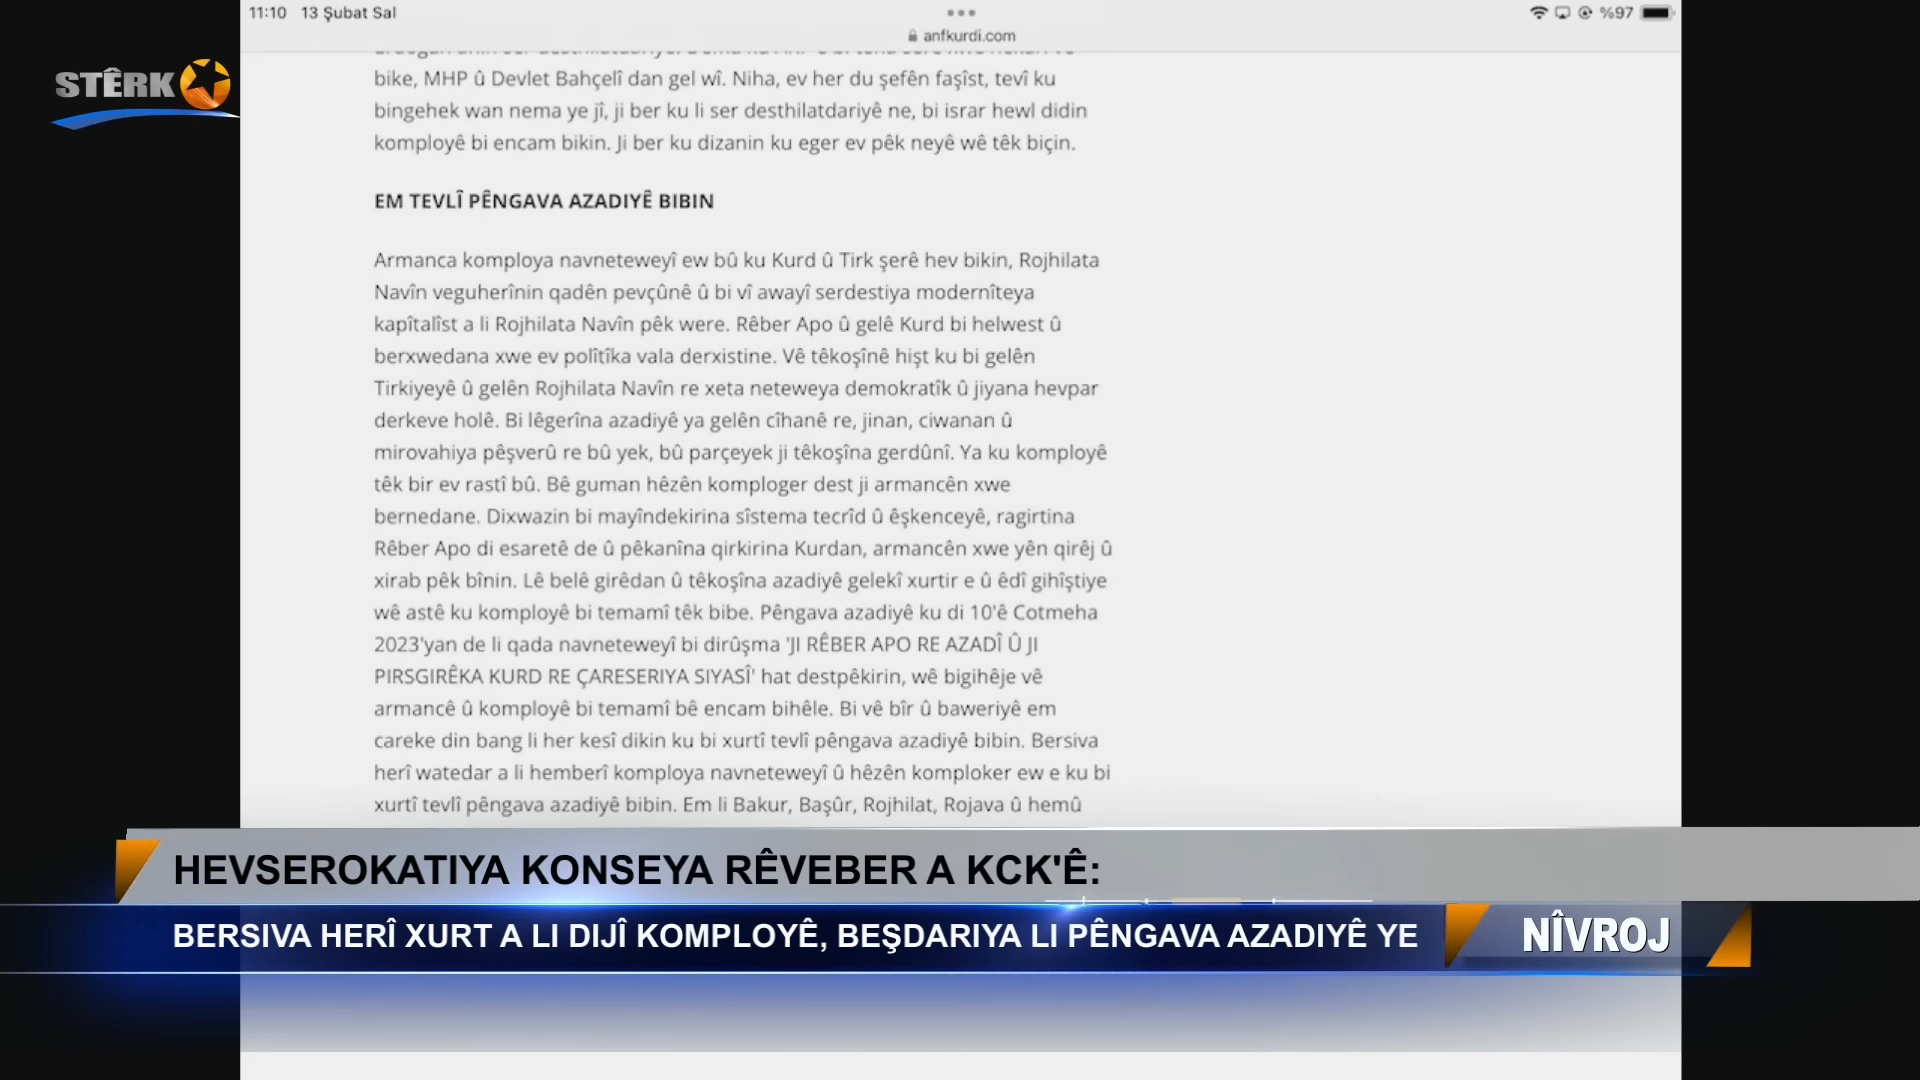 11:10 13 Şubat Sal
%97
anfkurdi.com
STÊRK
bike, MHP û Devlet Bahçelî dan gel wî. Niha, ev her du şefên faşîst, tevî ku
bingehek wan nema ye jî, ji ber ku li ser desthilatdariyê ne, bi israr hewl didin
komployê bi encam bikin. Ji ber ku dizanin ku eger ev pêk neyê wê têk biçin.
EM TEVLÎ PÊNGAVA AZADIYÊ BIBIN
Armanca komploya navneteweyî ew bû ku Kurd û Tirk şerê hev bikin, Rojhilata
Navîn veguherînin qadên pevçûnê û bi vî awayî serdestiya modernîteya
kapîtalîst a li Rojhilata Navîn pêk were. Rêber Apo û gelê Kurd bi helwest û
berxwedana xwe ev polîtîka vala derxistine. Vê têkoşînê hişt ku bi gelên
Tirkiyeyê û gelên Rojhilata Navîn re xeta neteweya demokratîk û jiyana hevpar
derkeve holê. Bi lêgerîna azadiyê ya gelên cîhanê re, jinan, ciwanan û
mirovahiya pêşverû re bû yek, bû parçeyek ji têkoşîna gerdûnî. Ya ku komployê
têk bir ev rastî bû. Bê guman hêzên komploger dest ji armancên xwe
bernedane. Dixwazin bi mayîndekirina sîstema tecrîd û êşkenceyê, ragirtina
Rêber Apo di esaretê de û pêkanîna qirkirina Kurdan, armancên xwe yên qirêj û
xirab pêk bînin. Lê belê girêdan û têkoşîna azadiyê gelekî xurtir e û êdî gihîştiye
wê astê ku komployê bi temamî têk bibe. Pêngava azadiyê ku di 10'ê Cotmeha
2023'yan de li qada navneteweyî bi dirûşma 'JI RÊBER APO RE AZADÎ Û JI
PIRSGIRÊKA KURD RE ÇARESERIYA SIYASÎ' hat destpêkirin, wê bigihêje vê
armancê û komployê bi temamî bê encam bihêle. Bi vê bîr û baweriyê em
careke din bang li her kesî dikin ku bi xurtî tevlî pêngava azadiyê bibin. Bersiva
herî watedar a li hemberî komploya navneteweyî û hêzên komploker ew e ku bi
xurtî tevlî pêngava azadiyê bibin. Em li Bakur, Başûr, Rojhilat, Rojava û hemû
HEVSEROKATIYA KONSEYA RÊVEBER A KCK'Ê:
BERSIVA HERÎ XURT A LI DIJÎ KOMPLOYÊ, BEŞDARIYA LI PÊNGAVA AZADIYÊ YE
NÎVROJ